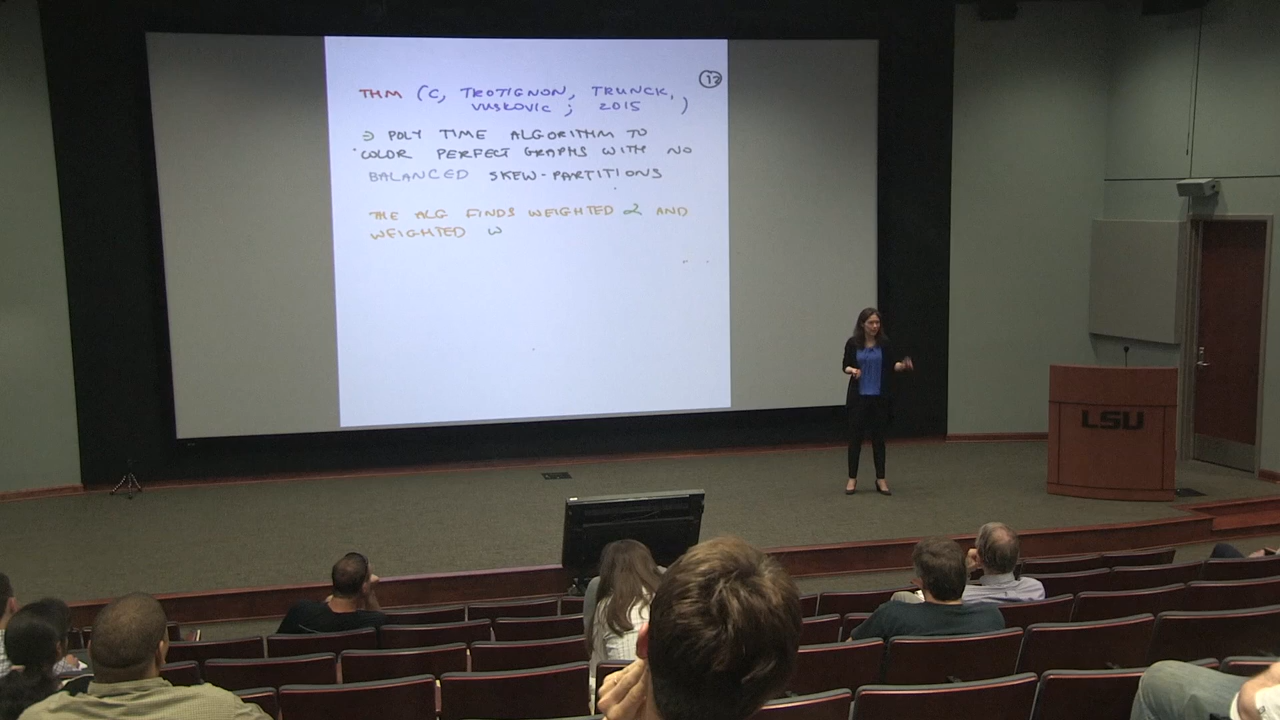 12
THM (C, TROTIGNON, TRUNCK,
VUSKOVIC ; 2015 )
∃ POLY TIME ALGORITHM TO
COLOR PERFECT GRAPHS WITH NO
BALANCED SKEW-PARTITIONS
THE ALG FINDS WEIGHTED α AND
WEIGHTED ω
LSU